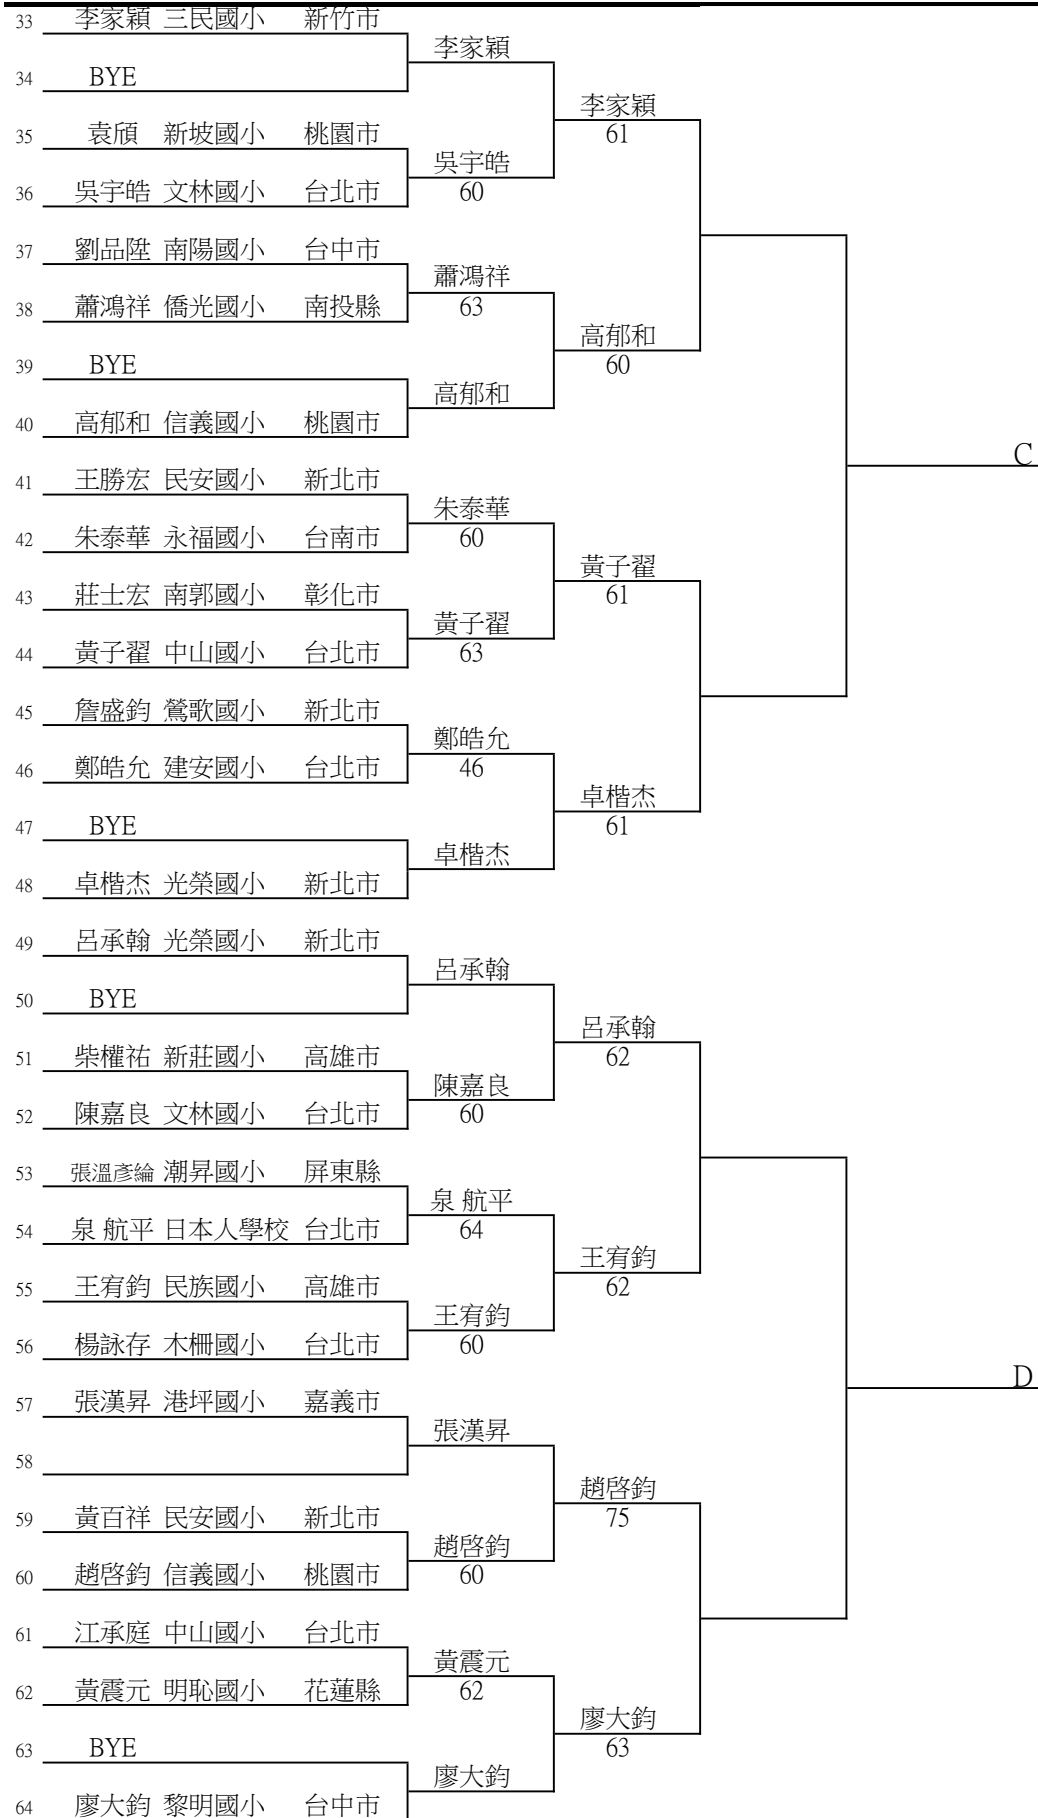 33 李家穎 三民國小 新竹市
李家穎
34 BYE
李家穎
61
35 袁頎 新坡國小 桃園市
吳宇皓
60
36 吳宇皓 文林國小 台北市
37 劉品陞 南陽國小 台中市
蕭鴻祥
63
38 蕭鴻祥 僑光國小 南投縣
高郁和
60
39 BYE
高郁和
40 高郁和 信義國小 桃園市
C
41 王勝宏 民安國小 新北市
朱泰華
60
42 朱泰華 永福國小 台南市
黃子翟
61
43 莊士宏 南郭國小 彰化市
黃子翟
63
44 黃子翟 中山國小 台北市
45 詹盛鈞 鶯歌國小 新北市
鄭皓允
46
46 鄭皓允 建安國小 台北市
卓楷杰
61
47 BYE
卓楷杰
48 卓楷杰 光榮國小 新北市
49 呂承翰 光榮國小 新北市
呂承翰
50 BYE
呂承翰
62
51 柴權祐 新莊國小 高雄市
陳嘉良
60
52 陳嘉良 文林國小 台北市
53 張溫彥綸 潮昇國小 屏東縣
泉 航平
64
54 泉 航平 日本人學校 台北市
王宥鈞
62
55 王宥鈞 民族國小 高雄市
王宥鈞
60
56 楊詠存 木柵國小 台北市
D
57 張漢昇 港坪國小 嘉義市
張漢昇
58
趙啓鈞
75
59 黃百祥 民安國小 新北市
趙啓鈞
60
60 趙啓鈞 信義國小 桃園市
61 江承庭 中山國小 台北市
黃震元
62
62 黃震元 明恥國小 花蓮縣
廖大鈞
63
63 BYE
廖大鈞
64 廖大鈞 黎明國小 台中市